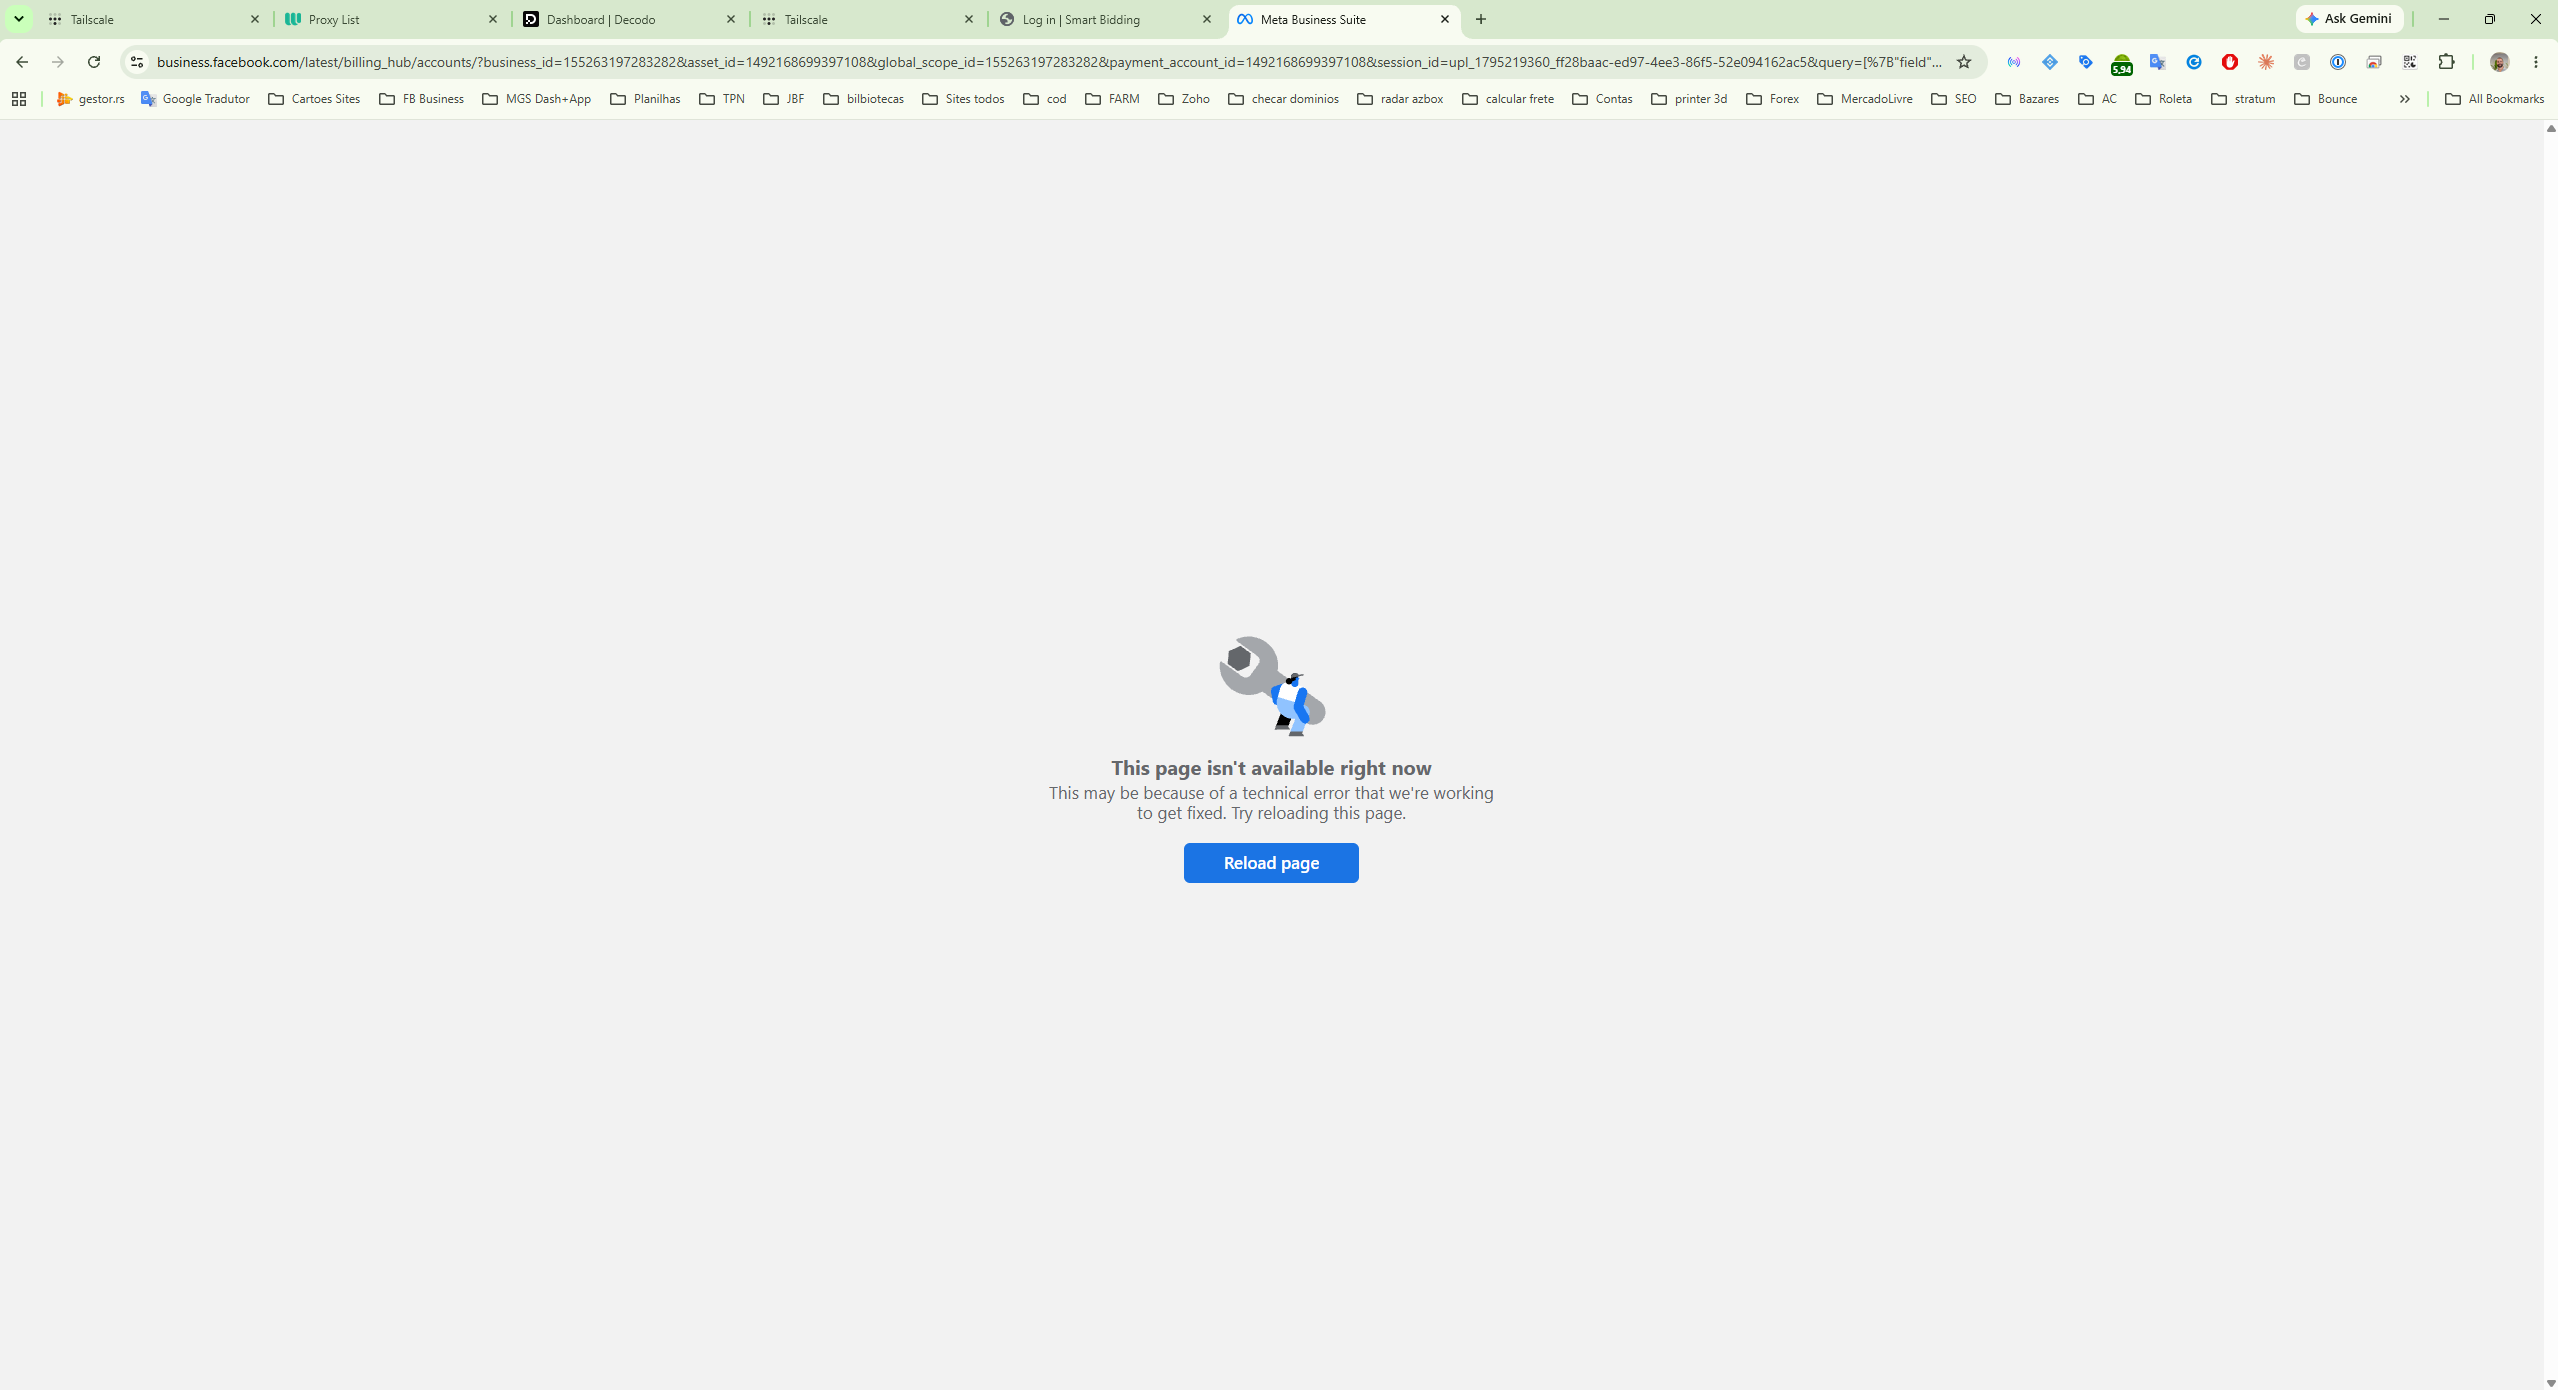 Tailscale
Proxy List
Dashboard | Decodo
Tailscale
Log in | Smart Bidding
Meta Business Suite
Ask Gemini
business.facebook.com/latest/billing_hub/accounts/?business_id=155263197283282&asset_id=1492168699397108&global_scope_id=155263197283282&payment_account_id=1492168699397108&session_id=upl_1795219360_ff28baac-ed97-4ee3-86f5-52e094162ac5&query=[%7B"field"...
5,94
gestor.rs
Google Tradutor
Cartoes Sites
FB Business
MGS Dash+App
Planilhas
TPN
JBF
bilbiotecas
Sites todos
cod
FARM
Zoho
checar dominios
radar azbox
calcular frete
Contas
printer 3d
Forex
MercadoLivre
SEO
Bazares
AC
Roleta
stratum
Bounce
All Bookmarks
This page isn't available right now
This may be because of a technical error that we're working
to get fixed. Try reloading this page.
Reload page